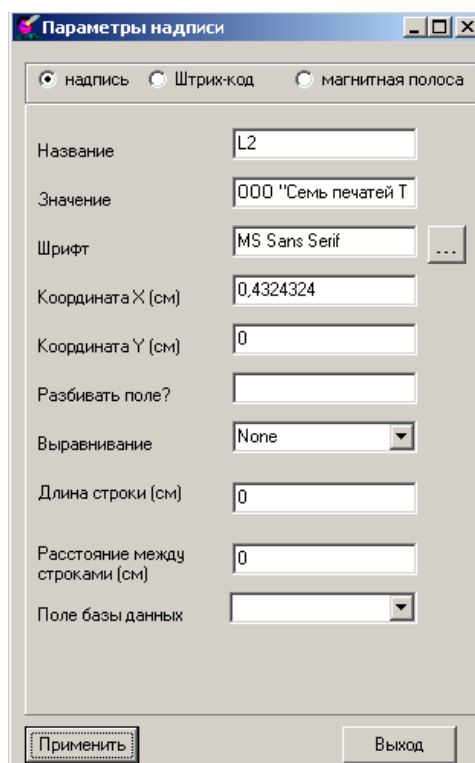 Параметры надписи
надпись Штрих-код магнитная полоса
Название L2
Значение ООО "Семь печатей Т
Шрифт MS Sans Serif ...
Координата X (см) 0,4324324
Координата Y (см) 0
Разбивать поле?
Выравнивание None
Длина строки (см) 0
Расстояние между
строками (см) 0
Поле базы данных
Применить Выход